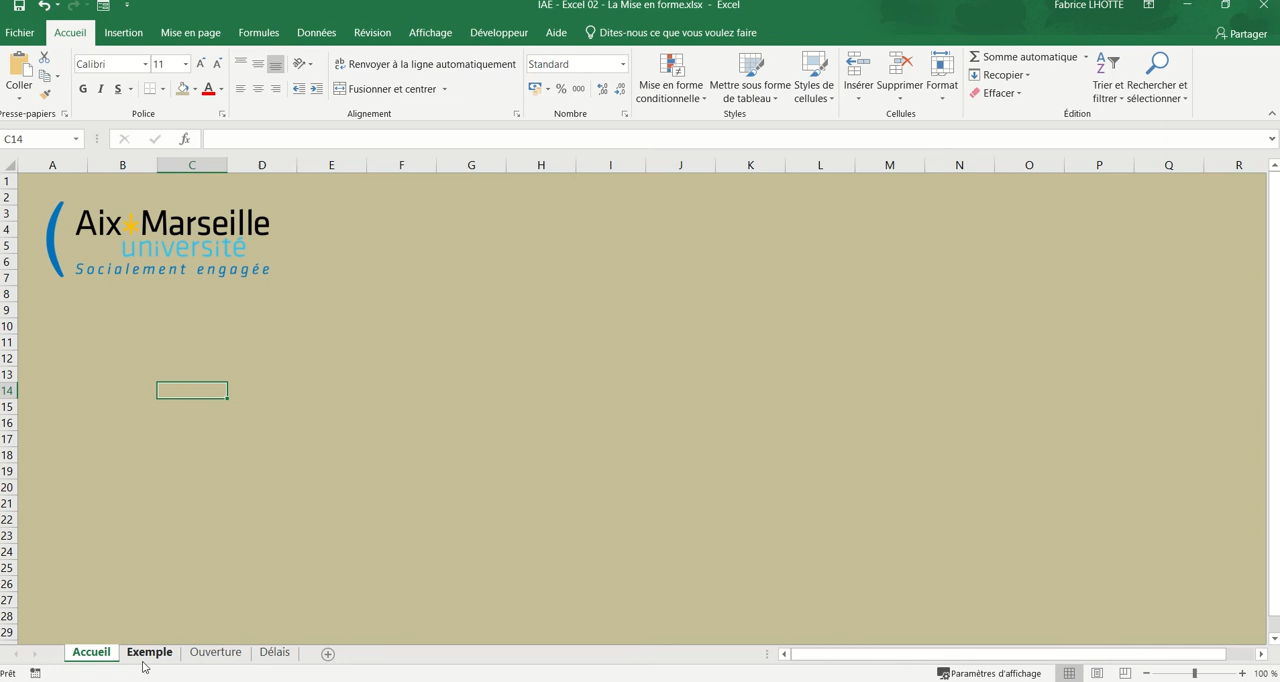 IAE - Excel 02 - La Mise en forme.xlsx - Excel
Fabrice LHOTTE
Fichier Accueil Insertion Mise en page Formules Données Révision Affichage Développeur Aide Dites-nous ce que vous voulez faire Partager
Coller
Presse-papiers
Calibri 11
G I S
Police
Renvoyer à la ligne automatiquement
Fusionner et centrer
Alignement
Standard
% 000
Nombre
Mise en forme conditionnelle
Mettre sous forme de tableau
Styles de cellules
Styles
Insérer Supprimer Format
Cellules
Somme automatique
Recopier
Effacer
Trier et filtrer
Rechercher et sélectionner
Édition
C14
fx
A B C D E F G H I J K L M N O P Q R
1
2
3
4
5
6
7
8
9
10
11
12
13
14
15
16
17
18
19
20
21
22
23
24
25
26
27
28
29
Aix Marseille
université
Socialement engagée
Accueil Exemple Ouverture Délais
Prêt
Paramètres d'affichage
100 %